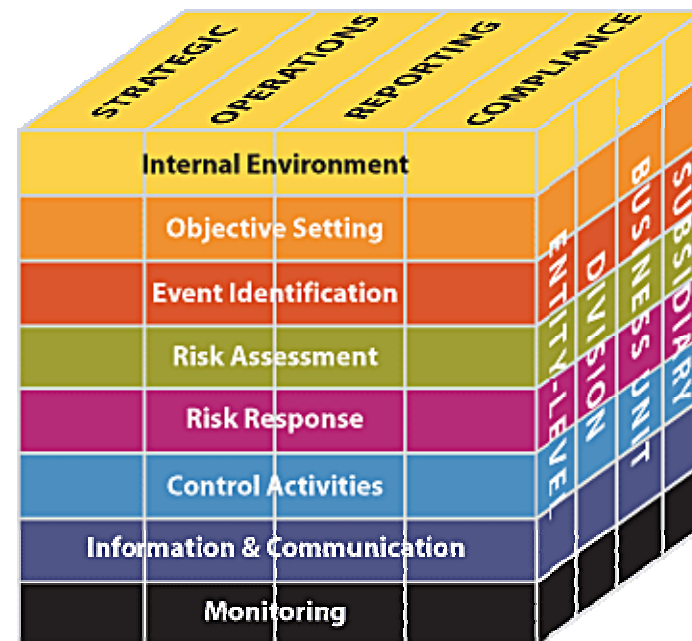 STRATEGIC
OPERATIONS
REPORTING
COMPLIANCE
Internal Environment
Objective Setting
Event Identification
Risk Assessment
Risk Response
Control Activities
Information & Communication
Monitoring
ENTITY-LEVEL
DIVISION
BUSINESS UNIT
SUBSIDIARY